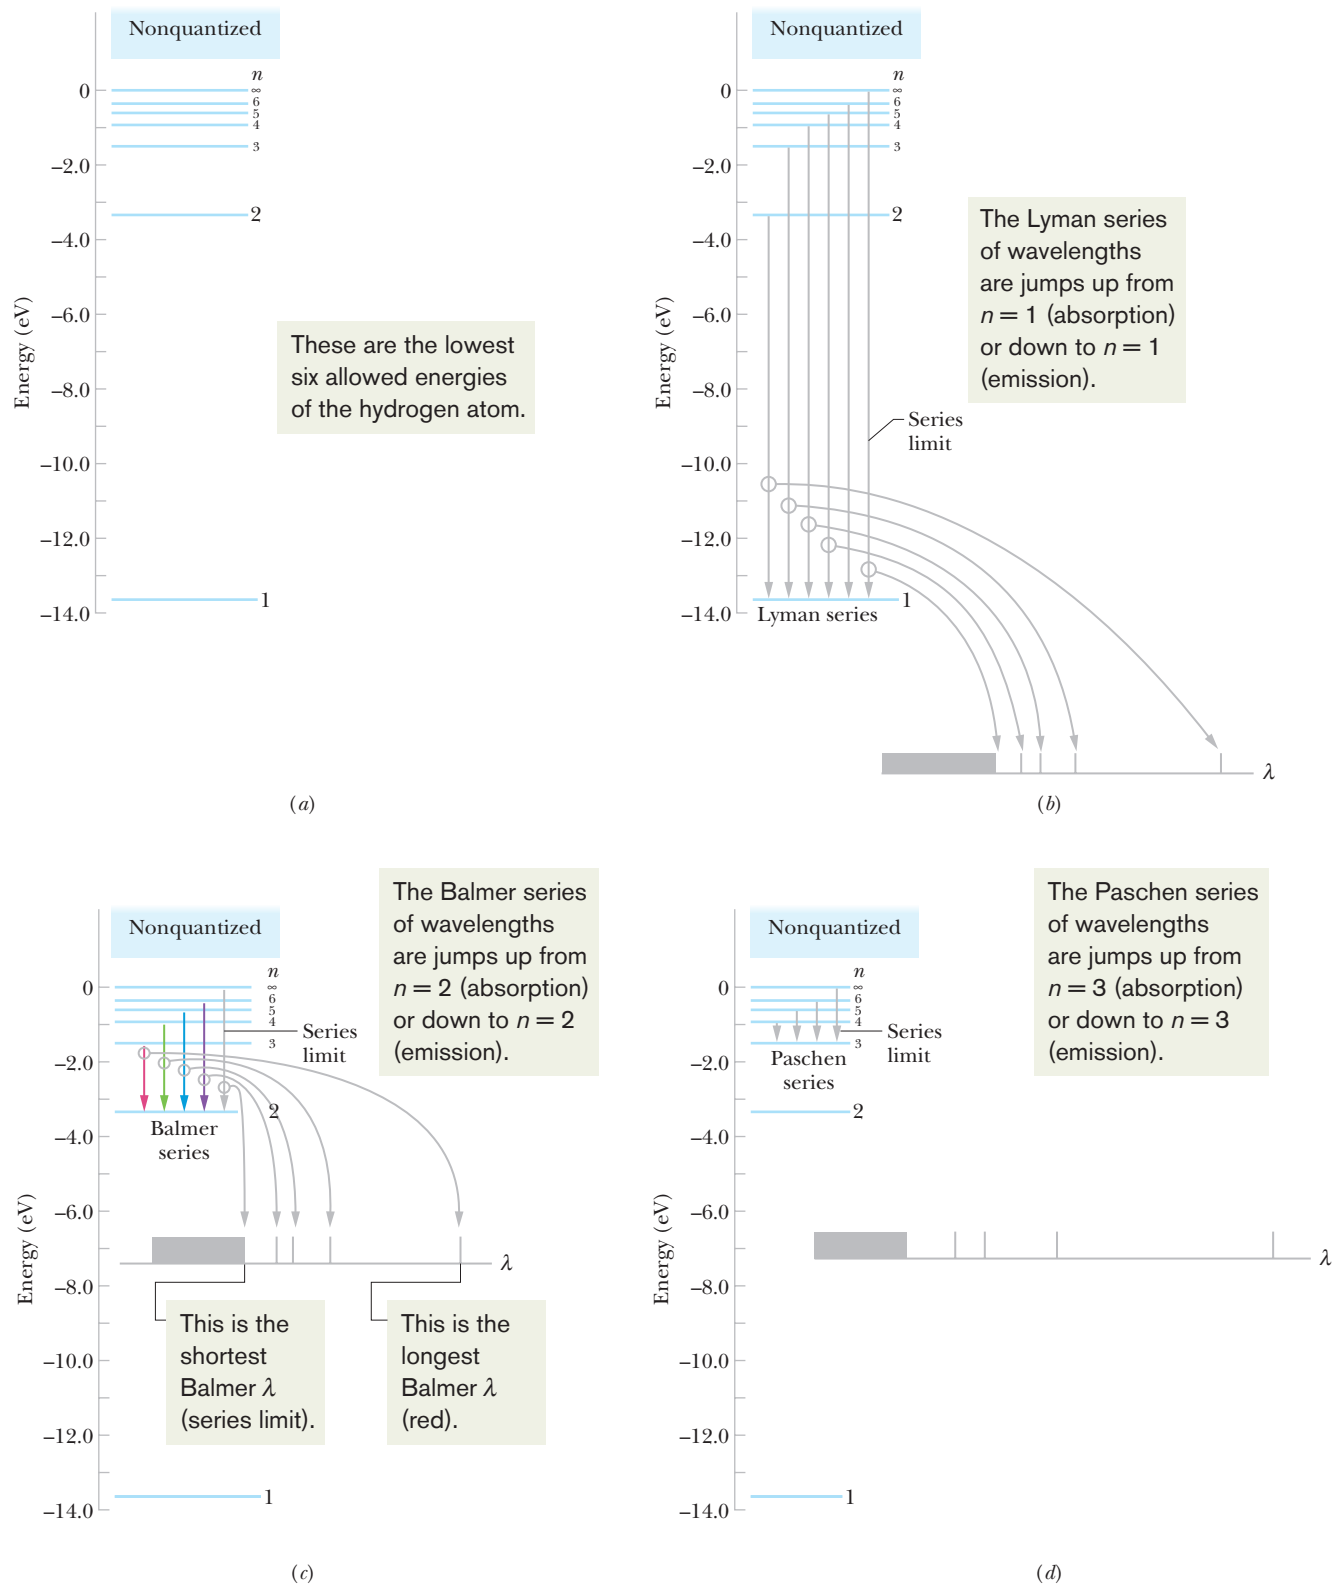 Nonquantized
n
0
∞
6
5
4
3
–2.0
2
–4.0
–6.0
Energy (eV)
These are the lowest
six allowed energies
of the hydrogen atom.
–8.0
–10.0
–12.0
1
–14.0
(a)
Nonquantized
n
0
∞
6
5
4
3
–2.0
2
–4.0
The Lyman series
of wavelengths
are jumps up from
n = 1 (absorption)
or down to n = 1
(emission).
–6.0
Energy (eV)
–8.0
Series
limit
–10.0
–12.0
1
–14.0
Lyman series
λ
(b)
The Balmer series
of wavelengths
are jumps up from
n = 2 (absorption)
or down to n = 2
(emission).
Nonquantized
n
0
∞
6
5
4
3
Series
limit
–2.0
2
Balmer
series
–4.0
–6.0
Energy (eV)
λ
–8.0
This is the
shortest
Balmer λ
(series limit).
This is the
longest
Balmer λ
(red).
–10.0
–12.0
1
–14.0
(c)
The Paschen series
of wavelengths
are jumps up from
n = 3 (absorption)
or down to n = 3
(emission).
Nonquantized
n
0
∞
6
5
4
3
Series
limit
Paschen
series
–2.0
2
–4.0
–6.0
Energy (eV)
λ
–8.0
–10.0
–12.0
1
–14.0
(d)